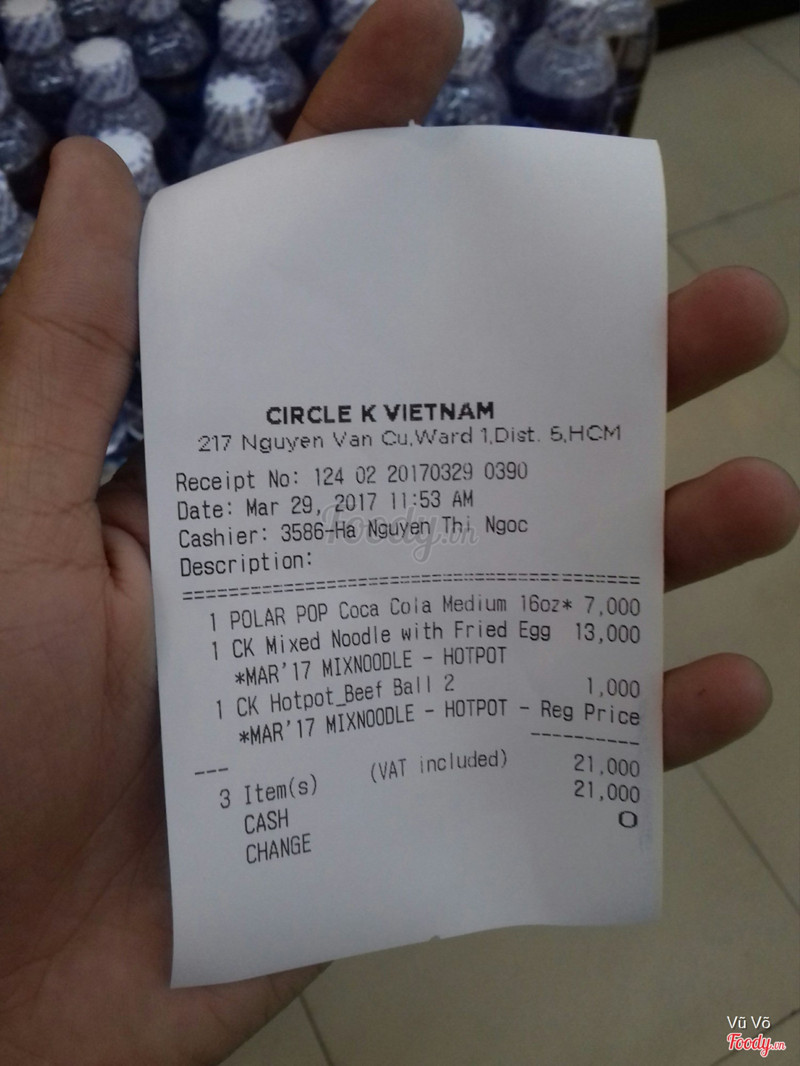 CIRCLE K VIETNAM
217 Nguyen Van Cu,Ward 1,Dist. 5,HCM
Receipt No: 124 02 20170329 0390
Date: Mar 29, 2017 11:53 AM
Cashier: 3586-Ha Nguyen Thi Ngoc
Foody.vn
Description:
================================================
1 POLAR POP Coca Cola Medium 16oz* 7,000
1 CK Mixed Noodle with Fried Egg 13,000
*MAR'17 MIXNOODLE - HOTPOT
1 CK Hotpot_Beef Ball 2 1,000
*MAR'17 MIXNOODLE - HOTPOT - Reg Price
--- ----------
3 Item(s) (VAT included) 21,000
CASH 21,000
CHANGE 0
Vũ Võ
Foody.vn